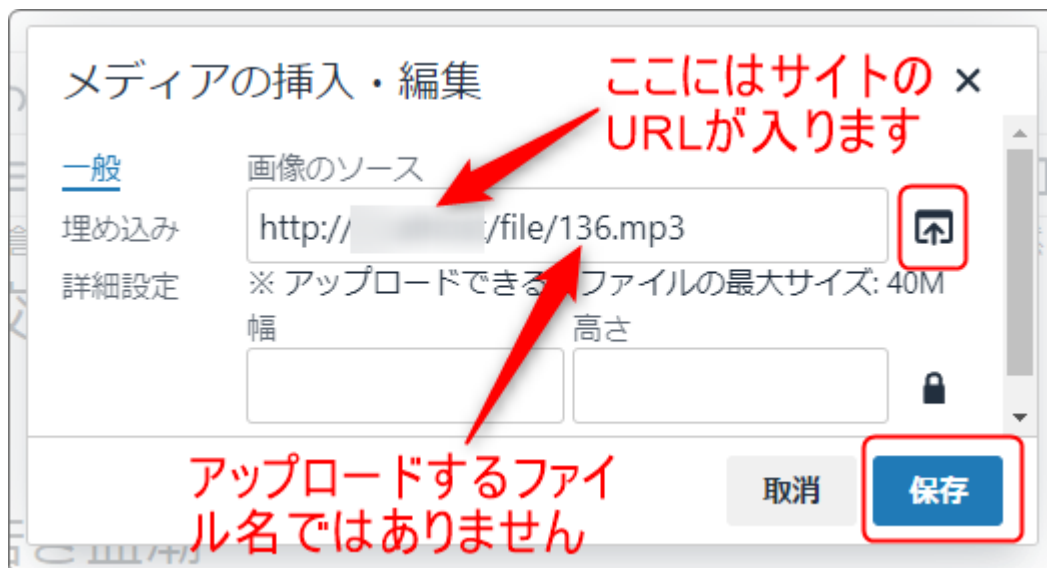 メディアの挿入・編集
ここにはサイトの
URLが入ります
一般
画像のソース
埋め込み
http:// /file/136.mp3
詳細設定
※ アップロードできる ファイルの最大サイズ: 40M
幅
高さ
アップロードするファイ
ル名ではありません
取消
保存